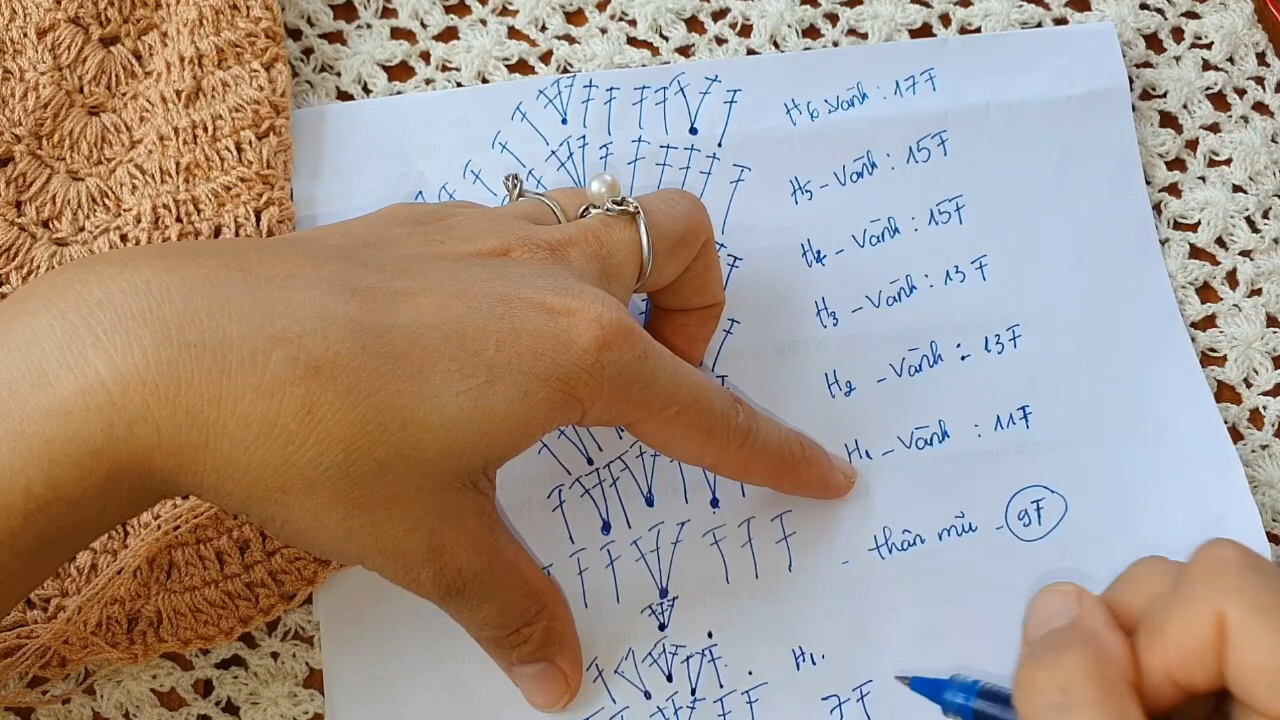 H6 vành : 17F
H5 - Vành : 15F
H4 - Vành : 15F
H3 - Vành : 13F
H2 - Vành : 13F
H1 - Vành : 11F
- thân mũ - 9F
H1.
7F